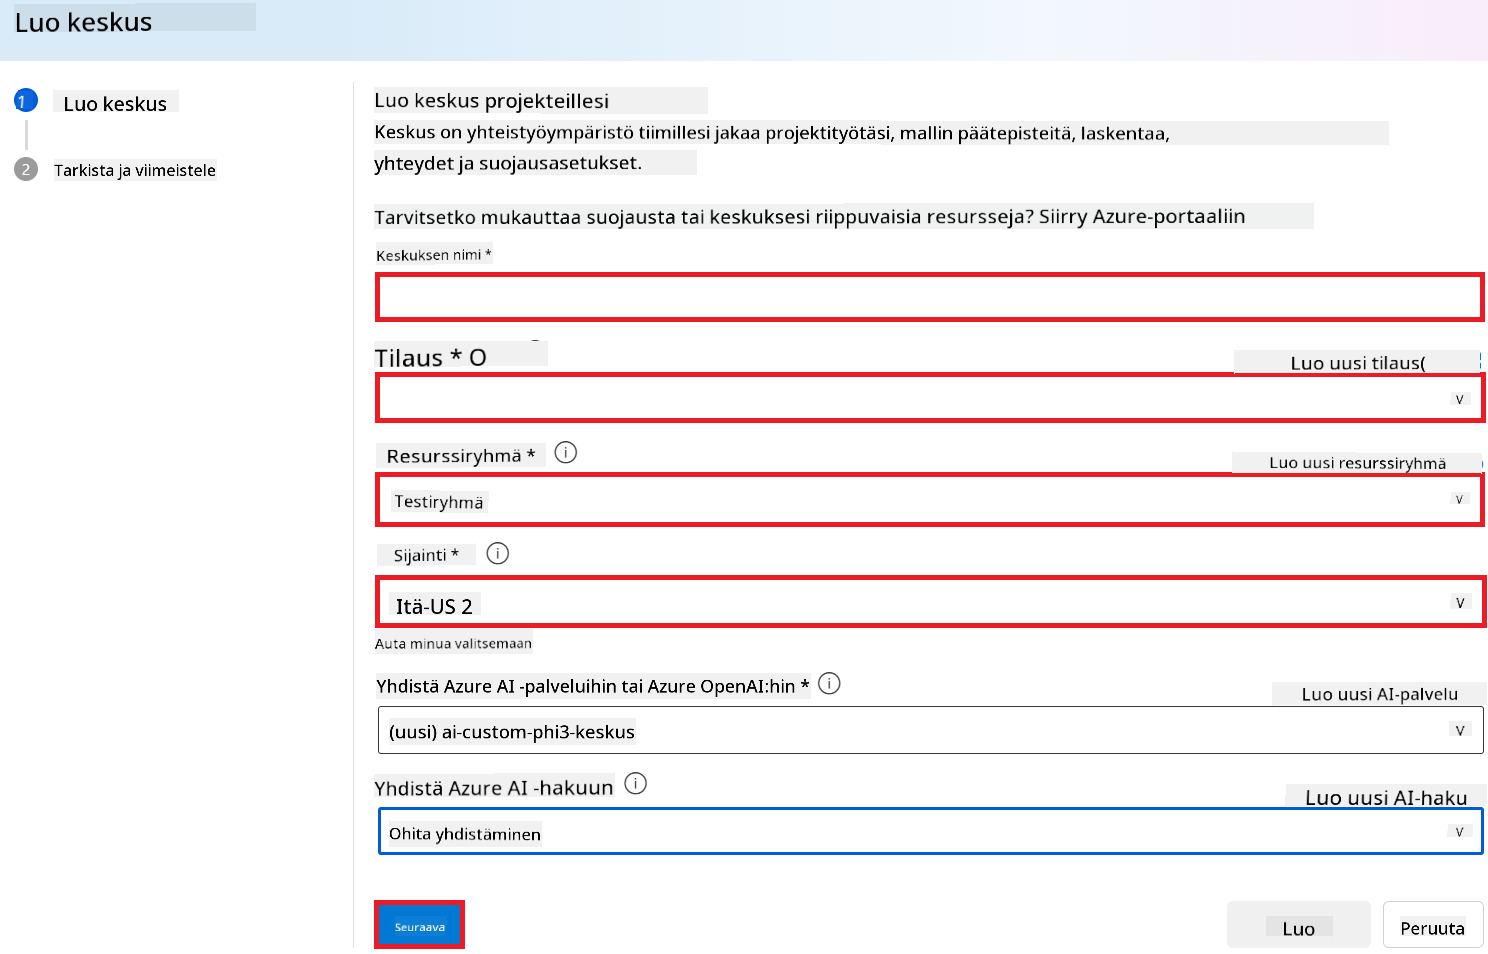 Luo keskus
1
Luo keskus
2
Tarkista ja viimeistele
Luo keskus projekteillesi
Keskus on yhteistyöympäristö tiimillesi jakaa projektityötäsi, mallin päätepisteitä, laskentaa,
yhteydet ja suojausasetukset.
Tarvitsetko mukauttaa suojausta tai keskuksesi riippuvaisia resursseja? Siirry Azure-portaaliin
Keskuksen nimi *
Tilaus * O
Luo uusi tilaus(
v
Resurssiryhmä *
Luo uusi resurssiryhmä
Testiryhmä
v
Sijainti *
Itä-US 2
v
Auta minua valitsemaan
Yhdistä Azure AI -palveluihin tai Azure OpenAI:hin *
Luo uusi AI-palvelu
(uusi) ai-custom-phi3-keskus
v
Yhdistä Azure AI -hakuun
Luo uusi AI-haku
Ohita yhdistäminen
v
Seuraava
Luo
Peruuta